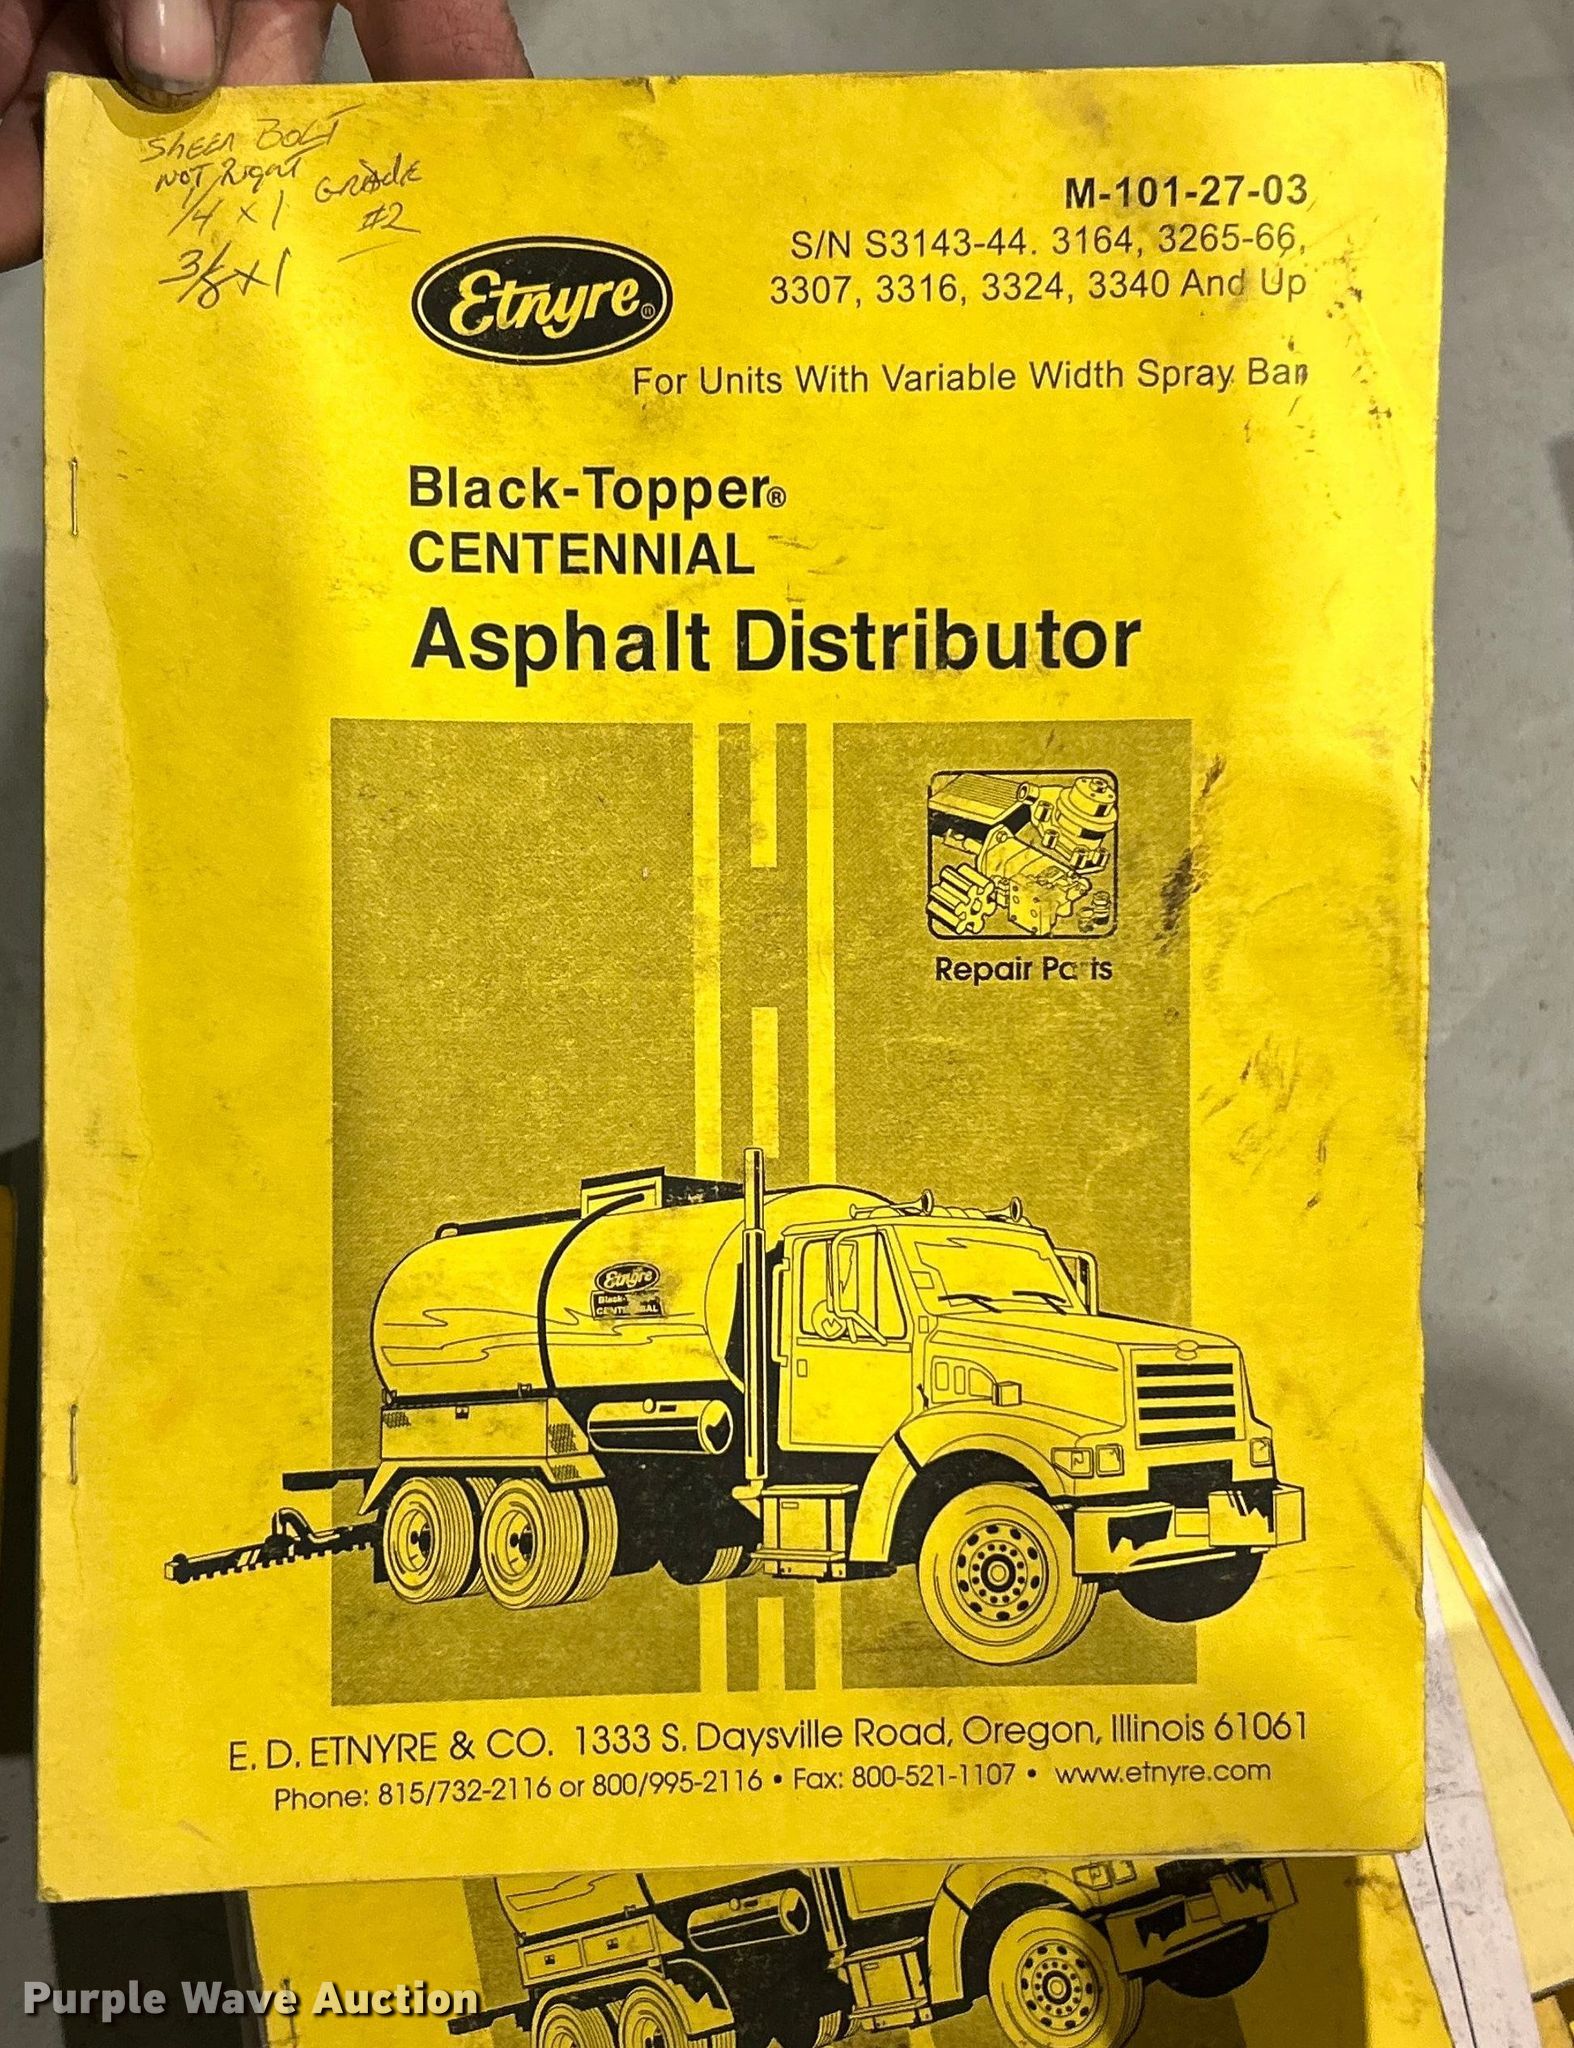 SHEER BOLT
NOT Right
1/4 x 1 GRADE
#2
3/8 x 1
M-101-27-03
S/N S3143-44. 3164, 3265-66,
3307, 3316, 3324, 3340 And Up
Etnyre®
For Units With Variable Width Spray Bar
Black-Topper®
CENTENNIAL
Asphalt Distributor
Repair Parts
Etnyre
Black-
CENTENNIAL
E. D. ETNYRE & CO. 1333 S. Daysville Road, Oregon, Illinois 61061
Phone: 815/732-2116 or 800/995-2116 • Fax: 800-521-1107 • www.etnyre.com
Purple Wave Auction